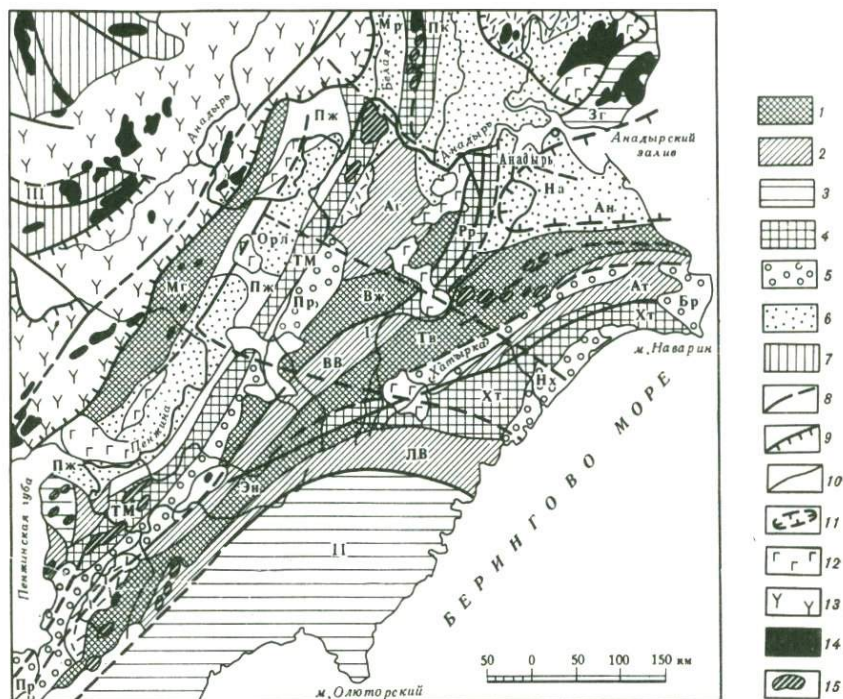 Мр
Пк
Белая
Зг
Анадырь
Пж
Анадырь
Анадырский
залив
Анадырь
На
III
Аг
Ан
Рр
Орл
ТМ
Мг
Пж
Пр
Вж
Ат
Бр
I
Тв
Хт
м. Наварин
ВВ
Хатырка
Нх
Хт
Пенжина
ЛВ
Пж
Эн
ТМ
Пенжинская губа
II
БЕРИНГОВО МОРЕ
Пр
м. Олюторский
50 0 50 100 150
км
1
2
3
4
5
6
7
8
9
10
11
12
13
14
15